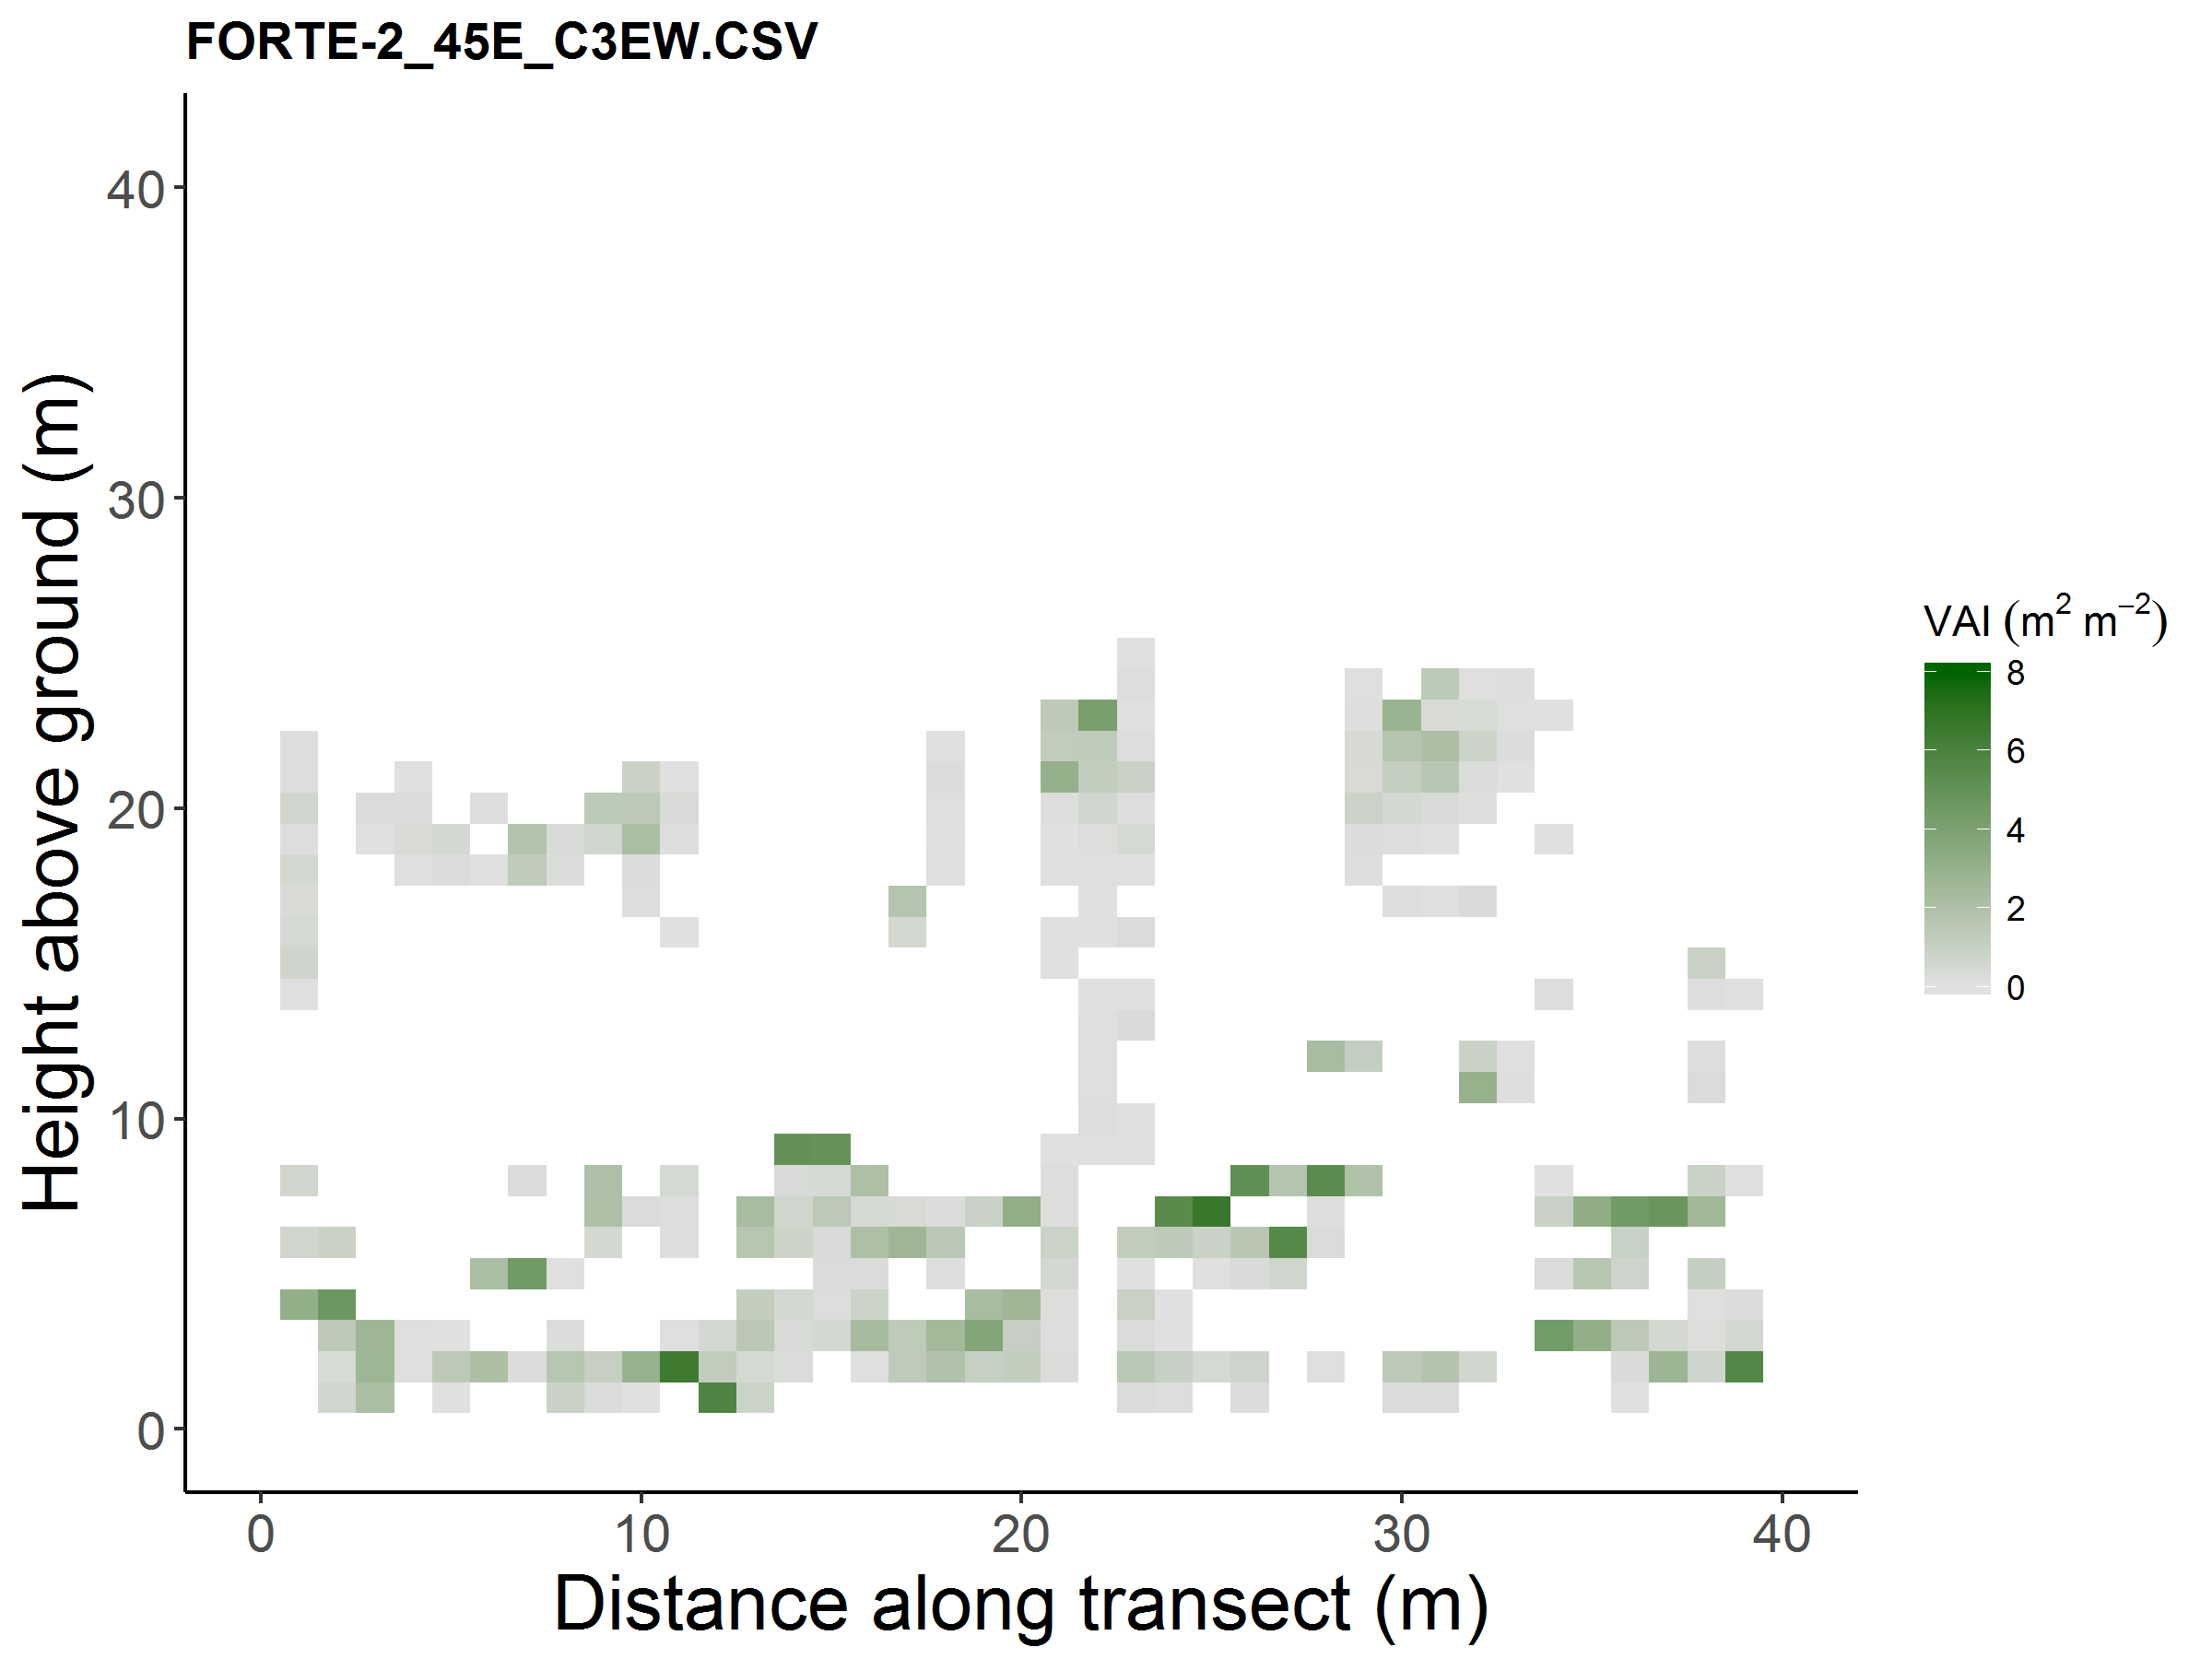 FORTE-2_45E_C3EW.CSV
Height above ground (m)
40
30
20
10
0
0 10 20 30 40
Distance along transect (m)
VAI (m² m⁻²)
8
6
4
2
0